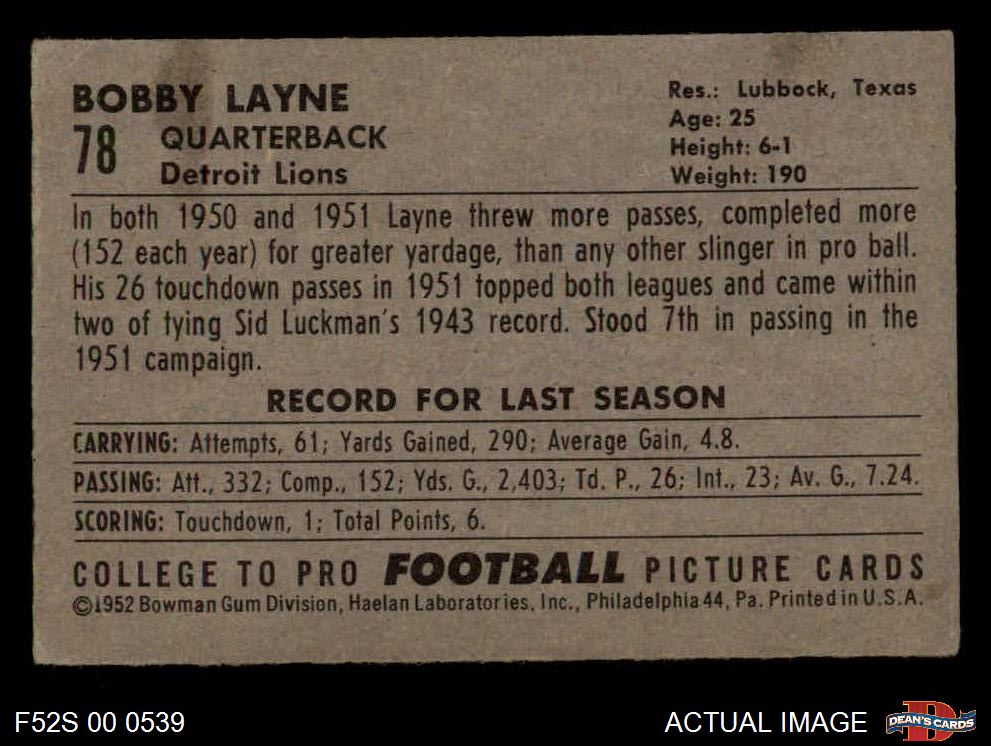 BOBBY LAYNE
78 QUARTERBACK
Detroit Lions
Res.: Lubbock, Texas
Age: 25
Height: 6-1
Weight: 190
In both 1950 and 1951 Layne threw more passes, completed more
(152 each year) for greater yardage, than any other slinger in pro ball.
His 26 touchdown passes in 1951 topped both leagues and came within
two of tying Sid Luckman's 1943 record. Stood 7th in passing in the
1951 campaign.
RECORD FOR LAST SEASON
CARRYING: Attempts, 61; Yards Gained, 290; Average Gain, 4.8.
PASSING: Att., 332; Comp., 152; Yds. G., 2,403; Td. P., 26; Int., 23; Av. G., 7.24.
SCORING: Touchdown, 1; Total Points, 6.
COLLEGE TO PRO FOOTBALL PICTURE CARDS
©1952 Bowman Gum Division, Haelan Laboratories, Inc., Philadelphia 44, Pa. Printed in U.S.A.
F52S 00 0539
ACTUAL IMAGE
DEAN'S CARDS